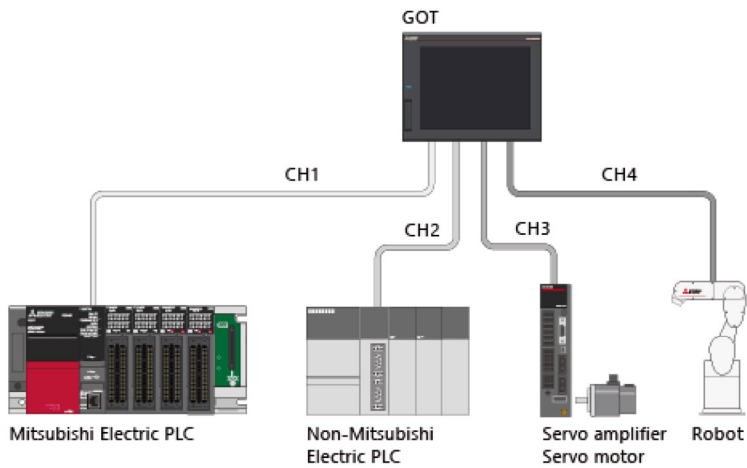 GOT
CH1
CH2
CH3
CH4
Mitsubishi Electric PLC
Non-Mitsubishi
Electric PLC
Servo amplifier
Servo motor
Robot